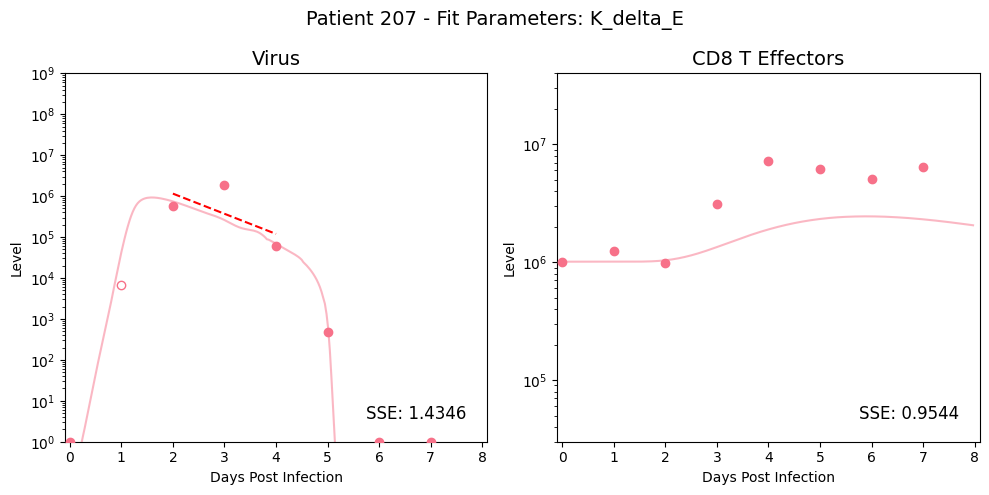 Patient 207 - Fit Parameters: K_delta_E
Virus
10^9
10^8
10^7
10^6
10^5
10^4
10^3
10^2
10^1
10^0
Level
0 1 2 3 4 5 6 7 8
Days Post Infection
SSE: 1.4346
CD8 T Effectors
10^7
10^6
10^5
Level
0 1 2 3 4 5 6 7 8
Days Post Infection
SSE: 0.9544